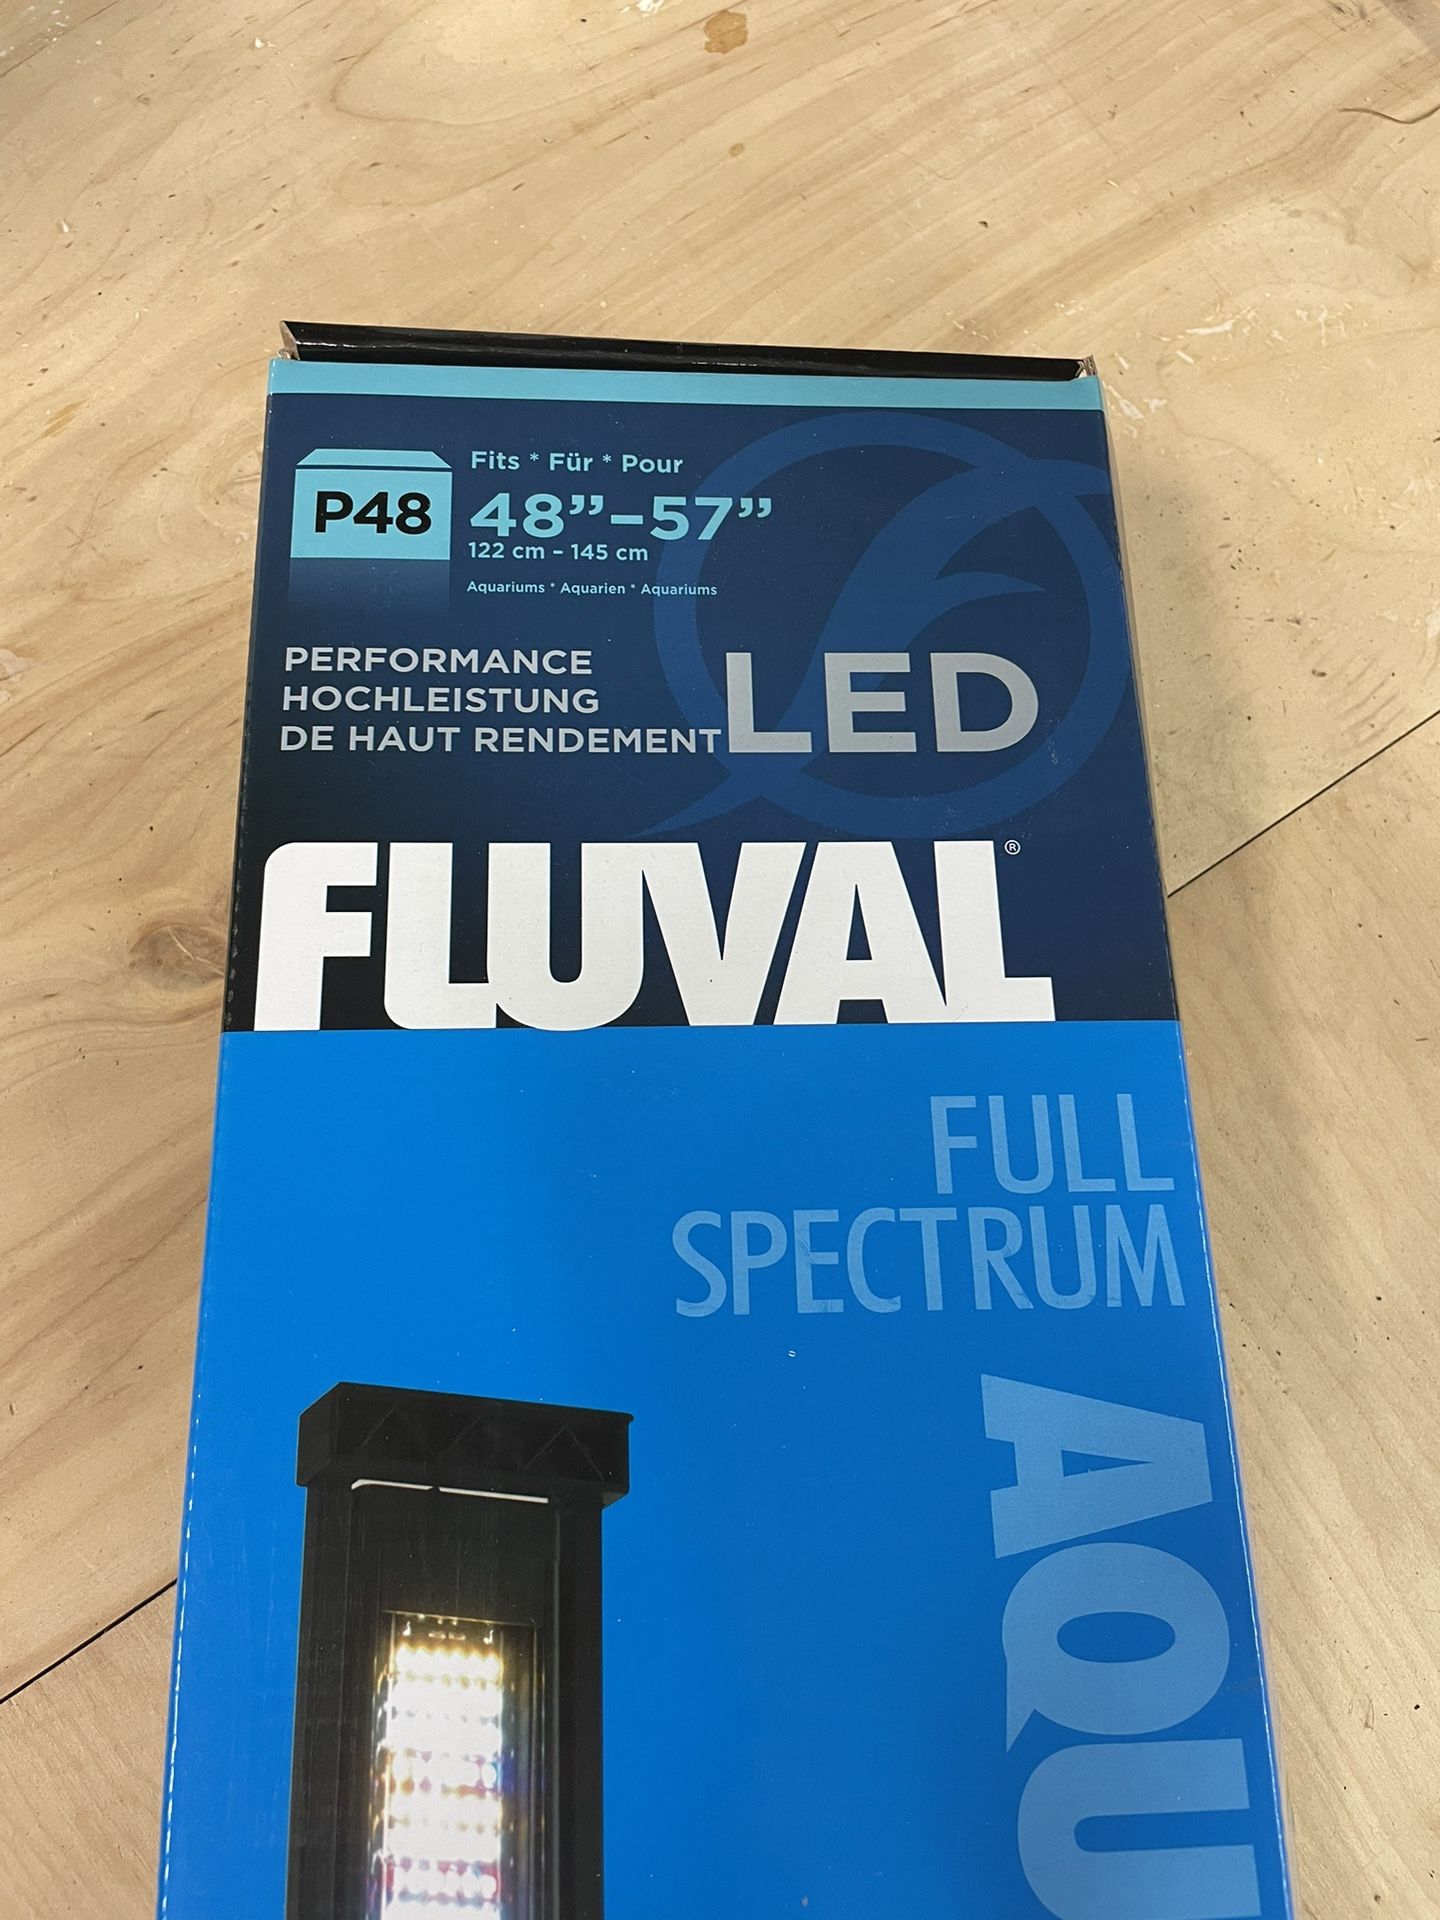 P48
Fits * Für * Pour
48”–57”
122 cm – 145 cm
Aquariums * Aquarien * Aquariums
PERFORMANCE
HOCHLEISTUNG
DE HAUT RENDEMENT
LED
FLUVAL®
FULL
SPECTRUM
AQU